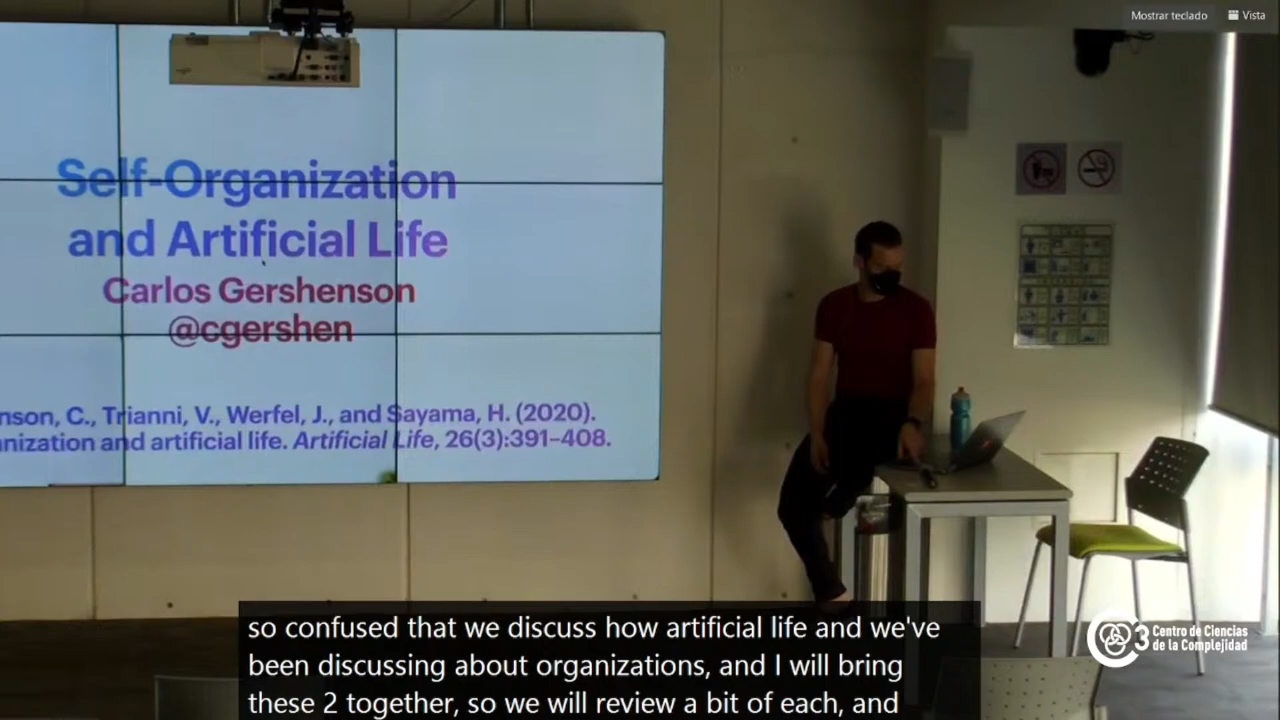 Mostrar teclado
Vista
Self-Organization
and Artificial Life
Carlos Gershenson
@cgershen
nson, C., Trianni, V., Werfel, J., and Sayama, H. (2020).
nization and artificial life. Artificial Life, 26(3):391–408.
so confused that we discuss how artificial life and we've
been discussing about organizations, and I will bring
these 2 together, so we will review a bit of each, and
C3 Centro de Ciencias
de la Complejidad